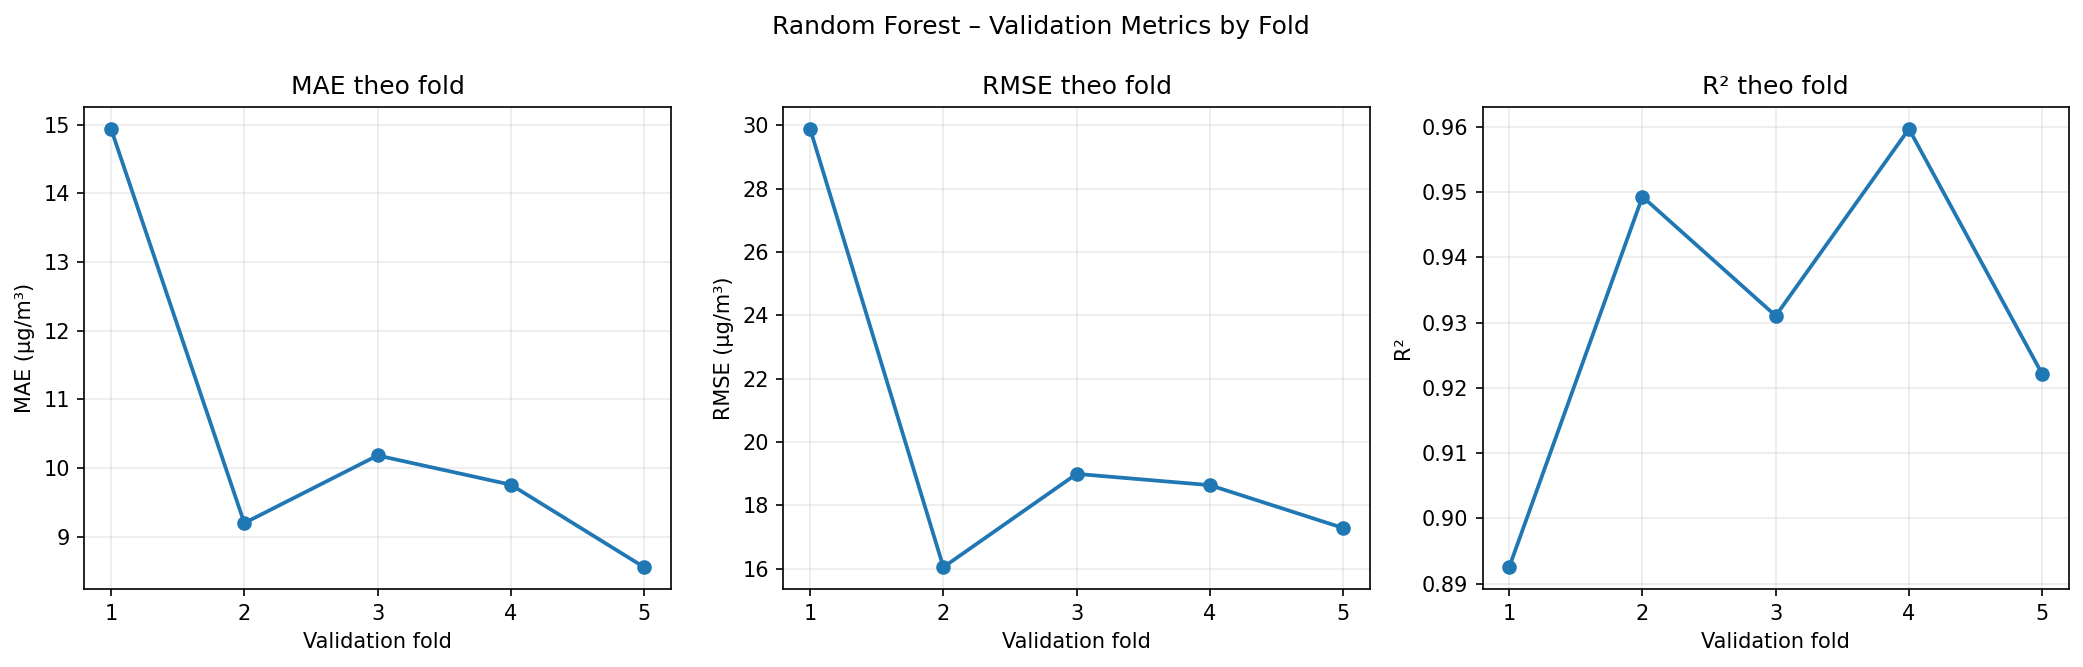 Random Forest – Validation Metrics by Fold
MAE theo fold
MAE (µg/m³)
15
14
13
12
11
10
9
1 2 3 4 5
Validation fold
RMSE theo fold
RMSE (µg/m³)
30
28
26
24
22
20
18
16
1 2 3 4 5
Validation fold
R² theo fold
R²
0.96
0.95
0.94
0.93
0.92
0.91
0.90
0.89
1 2 3 4 5
Validation fold